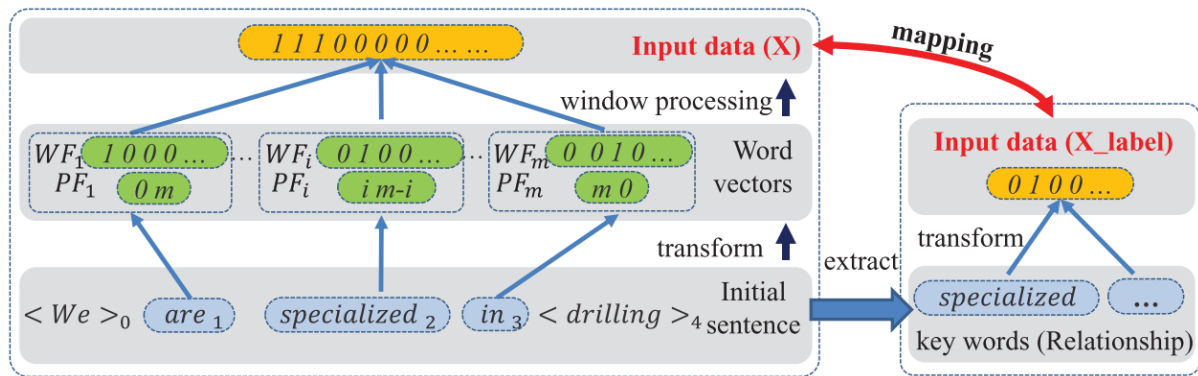 1 1 1 0 0 0 0 0 ... ...
Input data (X)
mapping
window processing
WF1 1 0 0 0 ... ...
PF1 0 m
WFi 0 1 0 0 ... ...
PFi i m-i
WFm 0 0 1 0 ...
PFm m 0
Word
vectors
transform
< We >0 are 1 specialized 2 in 3 < drilling >4
Initial
sentence
extract
Input data (X_label)
0 1 0 0 ...
transform
specialized ...
key words (Relationship)